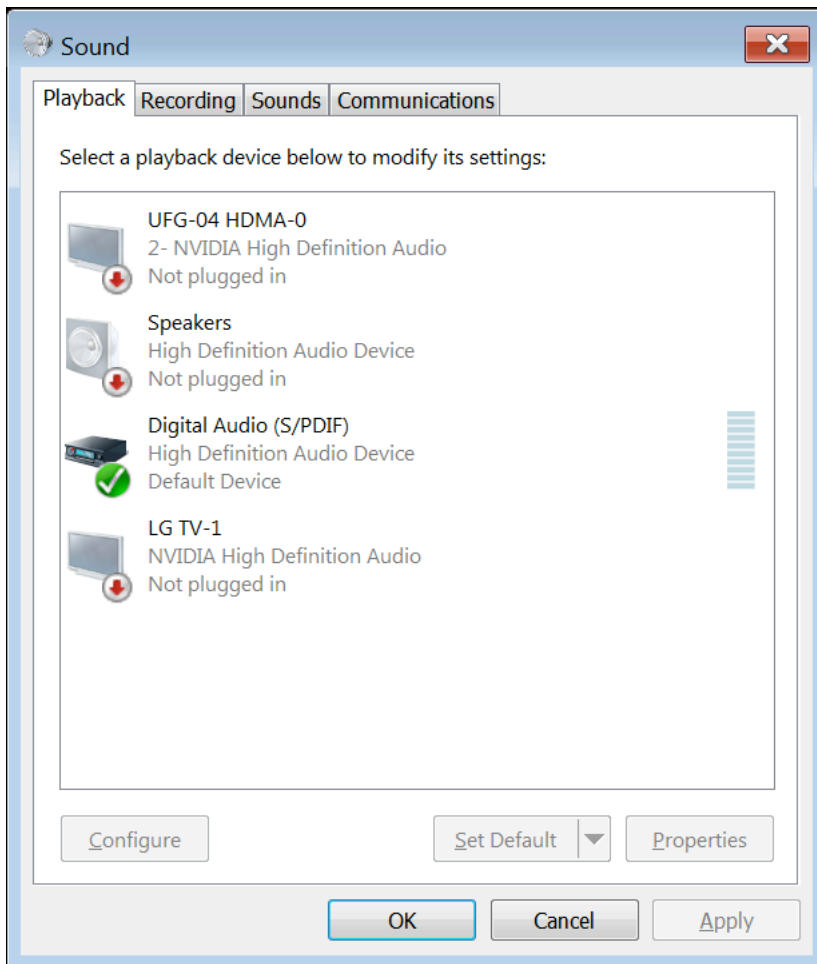 Sound
Playback Recording Sounds Communications
Select a playback device below to modify its settings:
UFG-04 HDMA-0
2- NVIDIA High Definition Audio
Not plugged in
Speakers
High Definition Audio Device
Not plugged in
Digital Audio (S/PDIF)
High Definition Audio Device
Default Device
LG TV-1
NVIDIA High Definition Audio
Not plugged in
Configure Set Default Properties
OK Cancel Apply